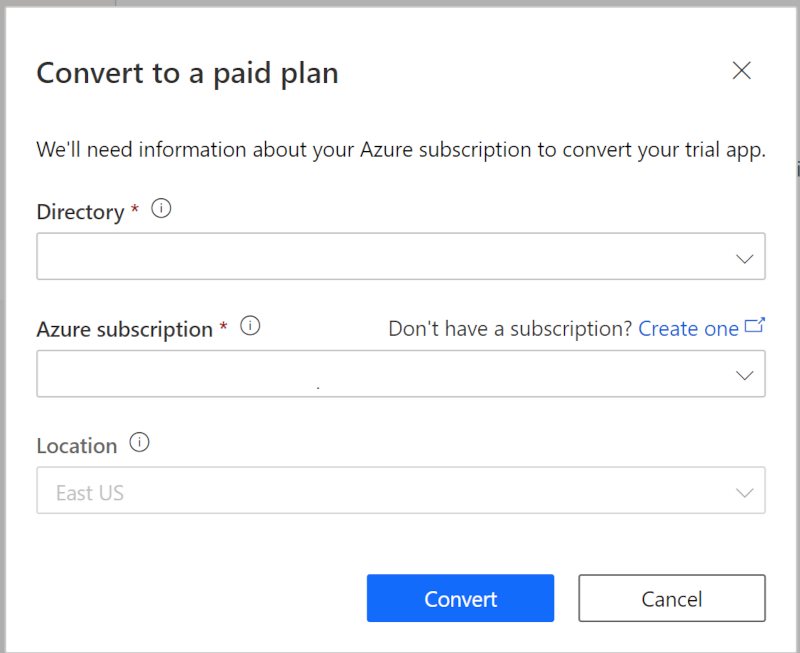 Convert to a paid plan
We'll need information about your Azure subscription to convert your trial app.
Directory *
Azure subscription * Don't have a subscription? Create one
Location
East US
Convert Cancel